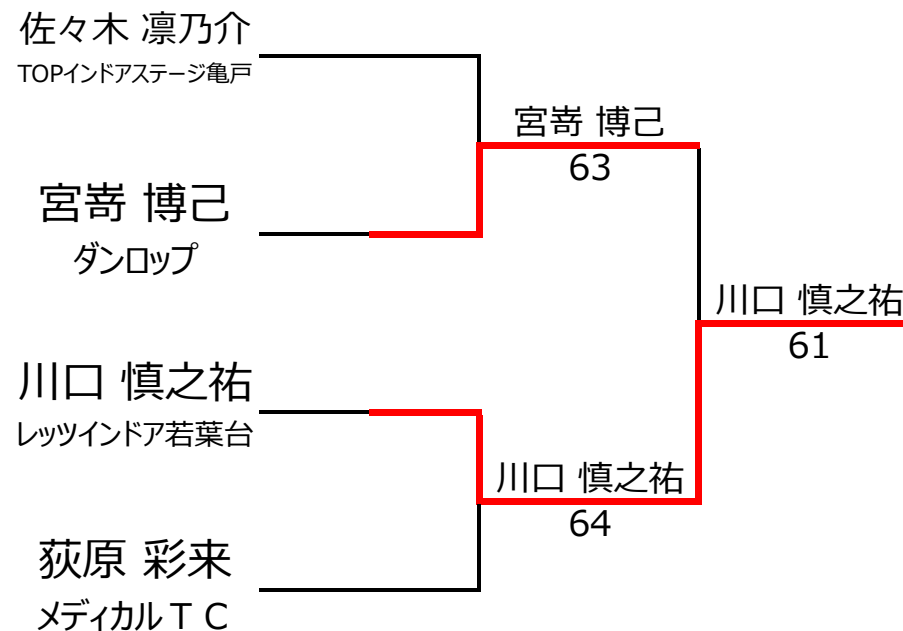 佐々木 凛乃介
TOPインドアステージ亀戸
宮嵜 博己
63
宮嵜 博己
ダンロップ
川口 慎之祐
61
川口 慎之祐
レッツインドア若葉台
川口 慎之祐
64
荻原 彩来
メディカルＴＣ